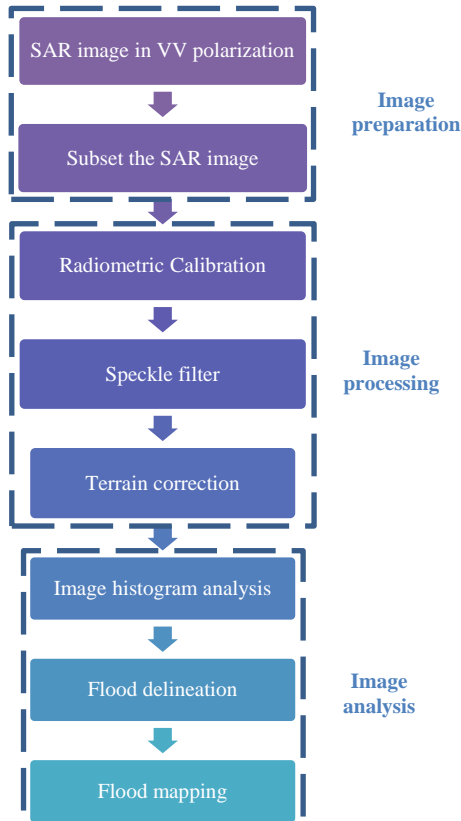 SAR image in VV polarization
Subset the SAR image
Image
preparation
Radiometric Calibration
Speckle filter
Terrain correction
Image
processing
Image histogram analysis
Flood delineation
Flood mapping
Image
analysis